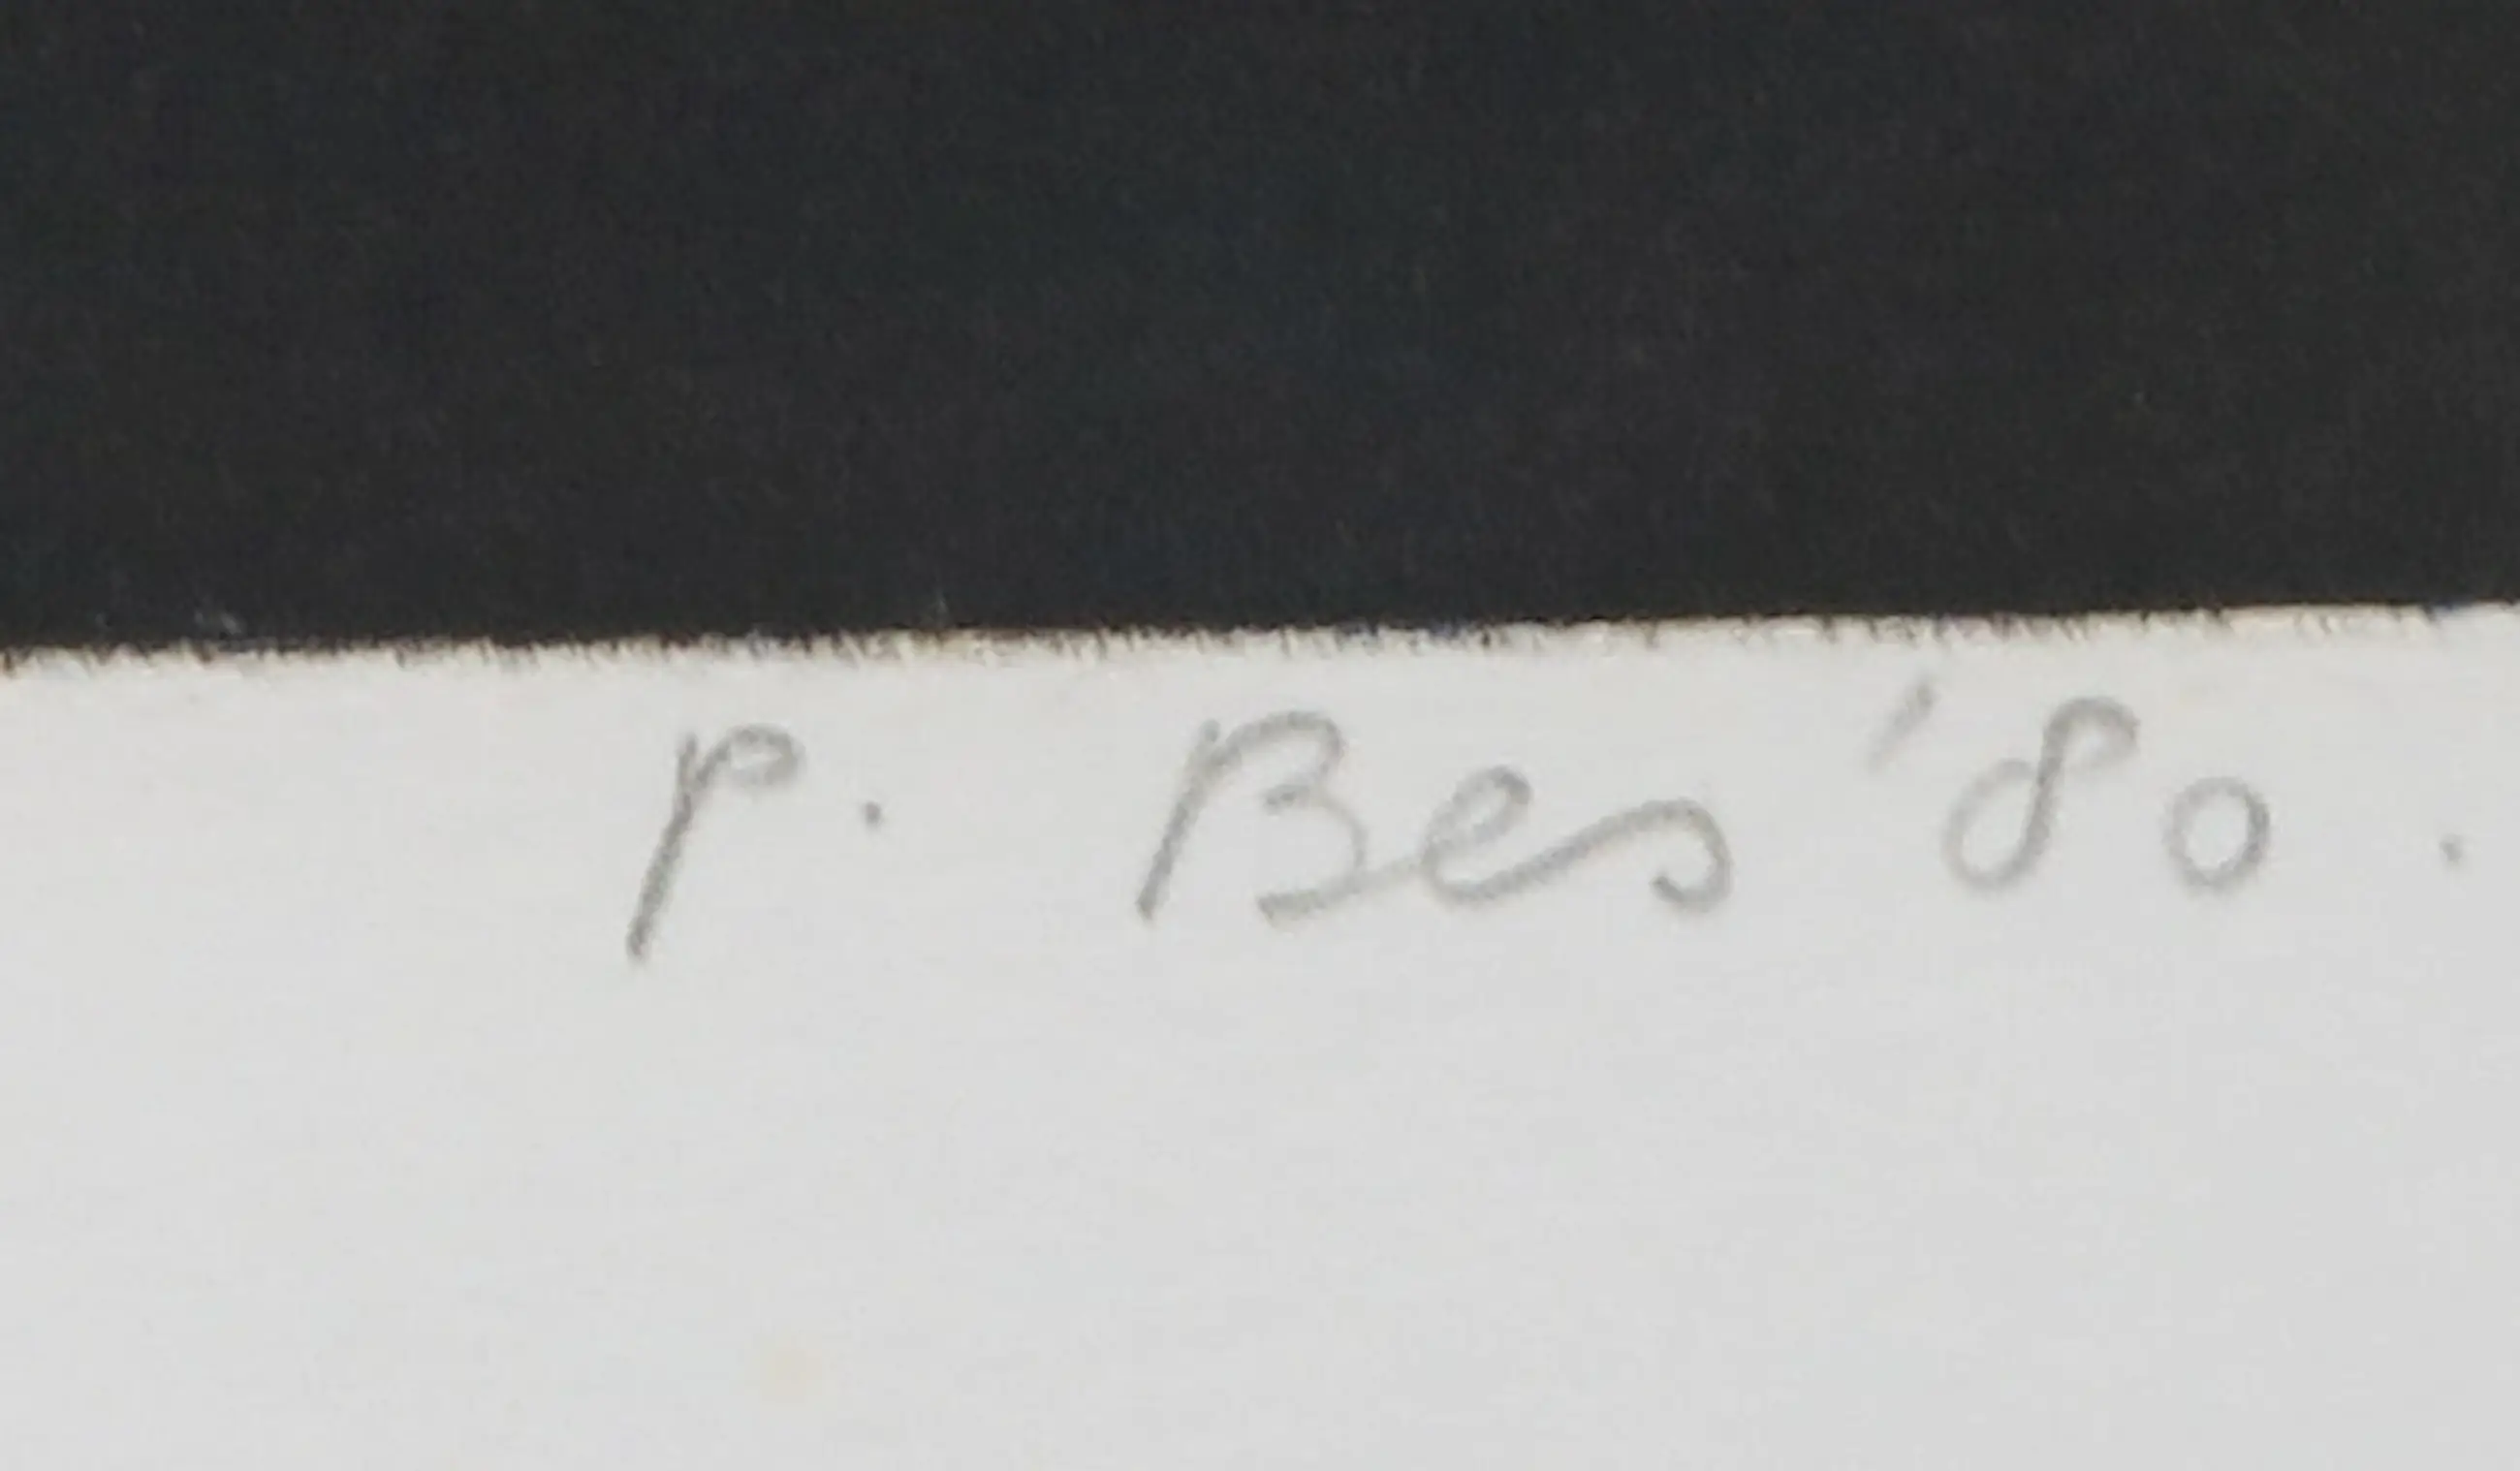 P. Bes '80.